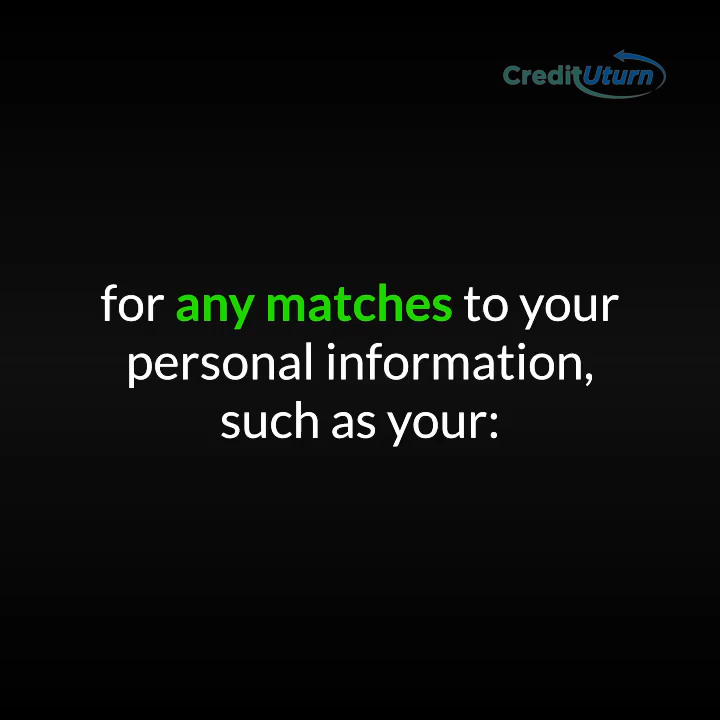 CreditUturn
for any matches to your
personal information,
such as your: